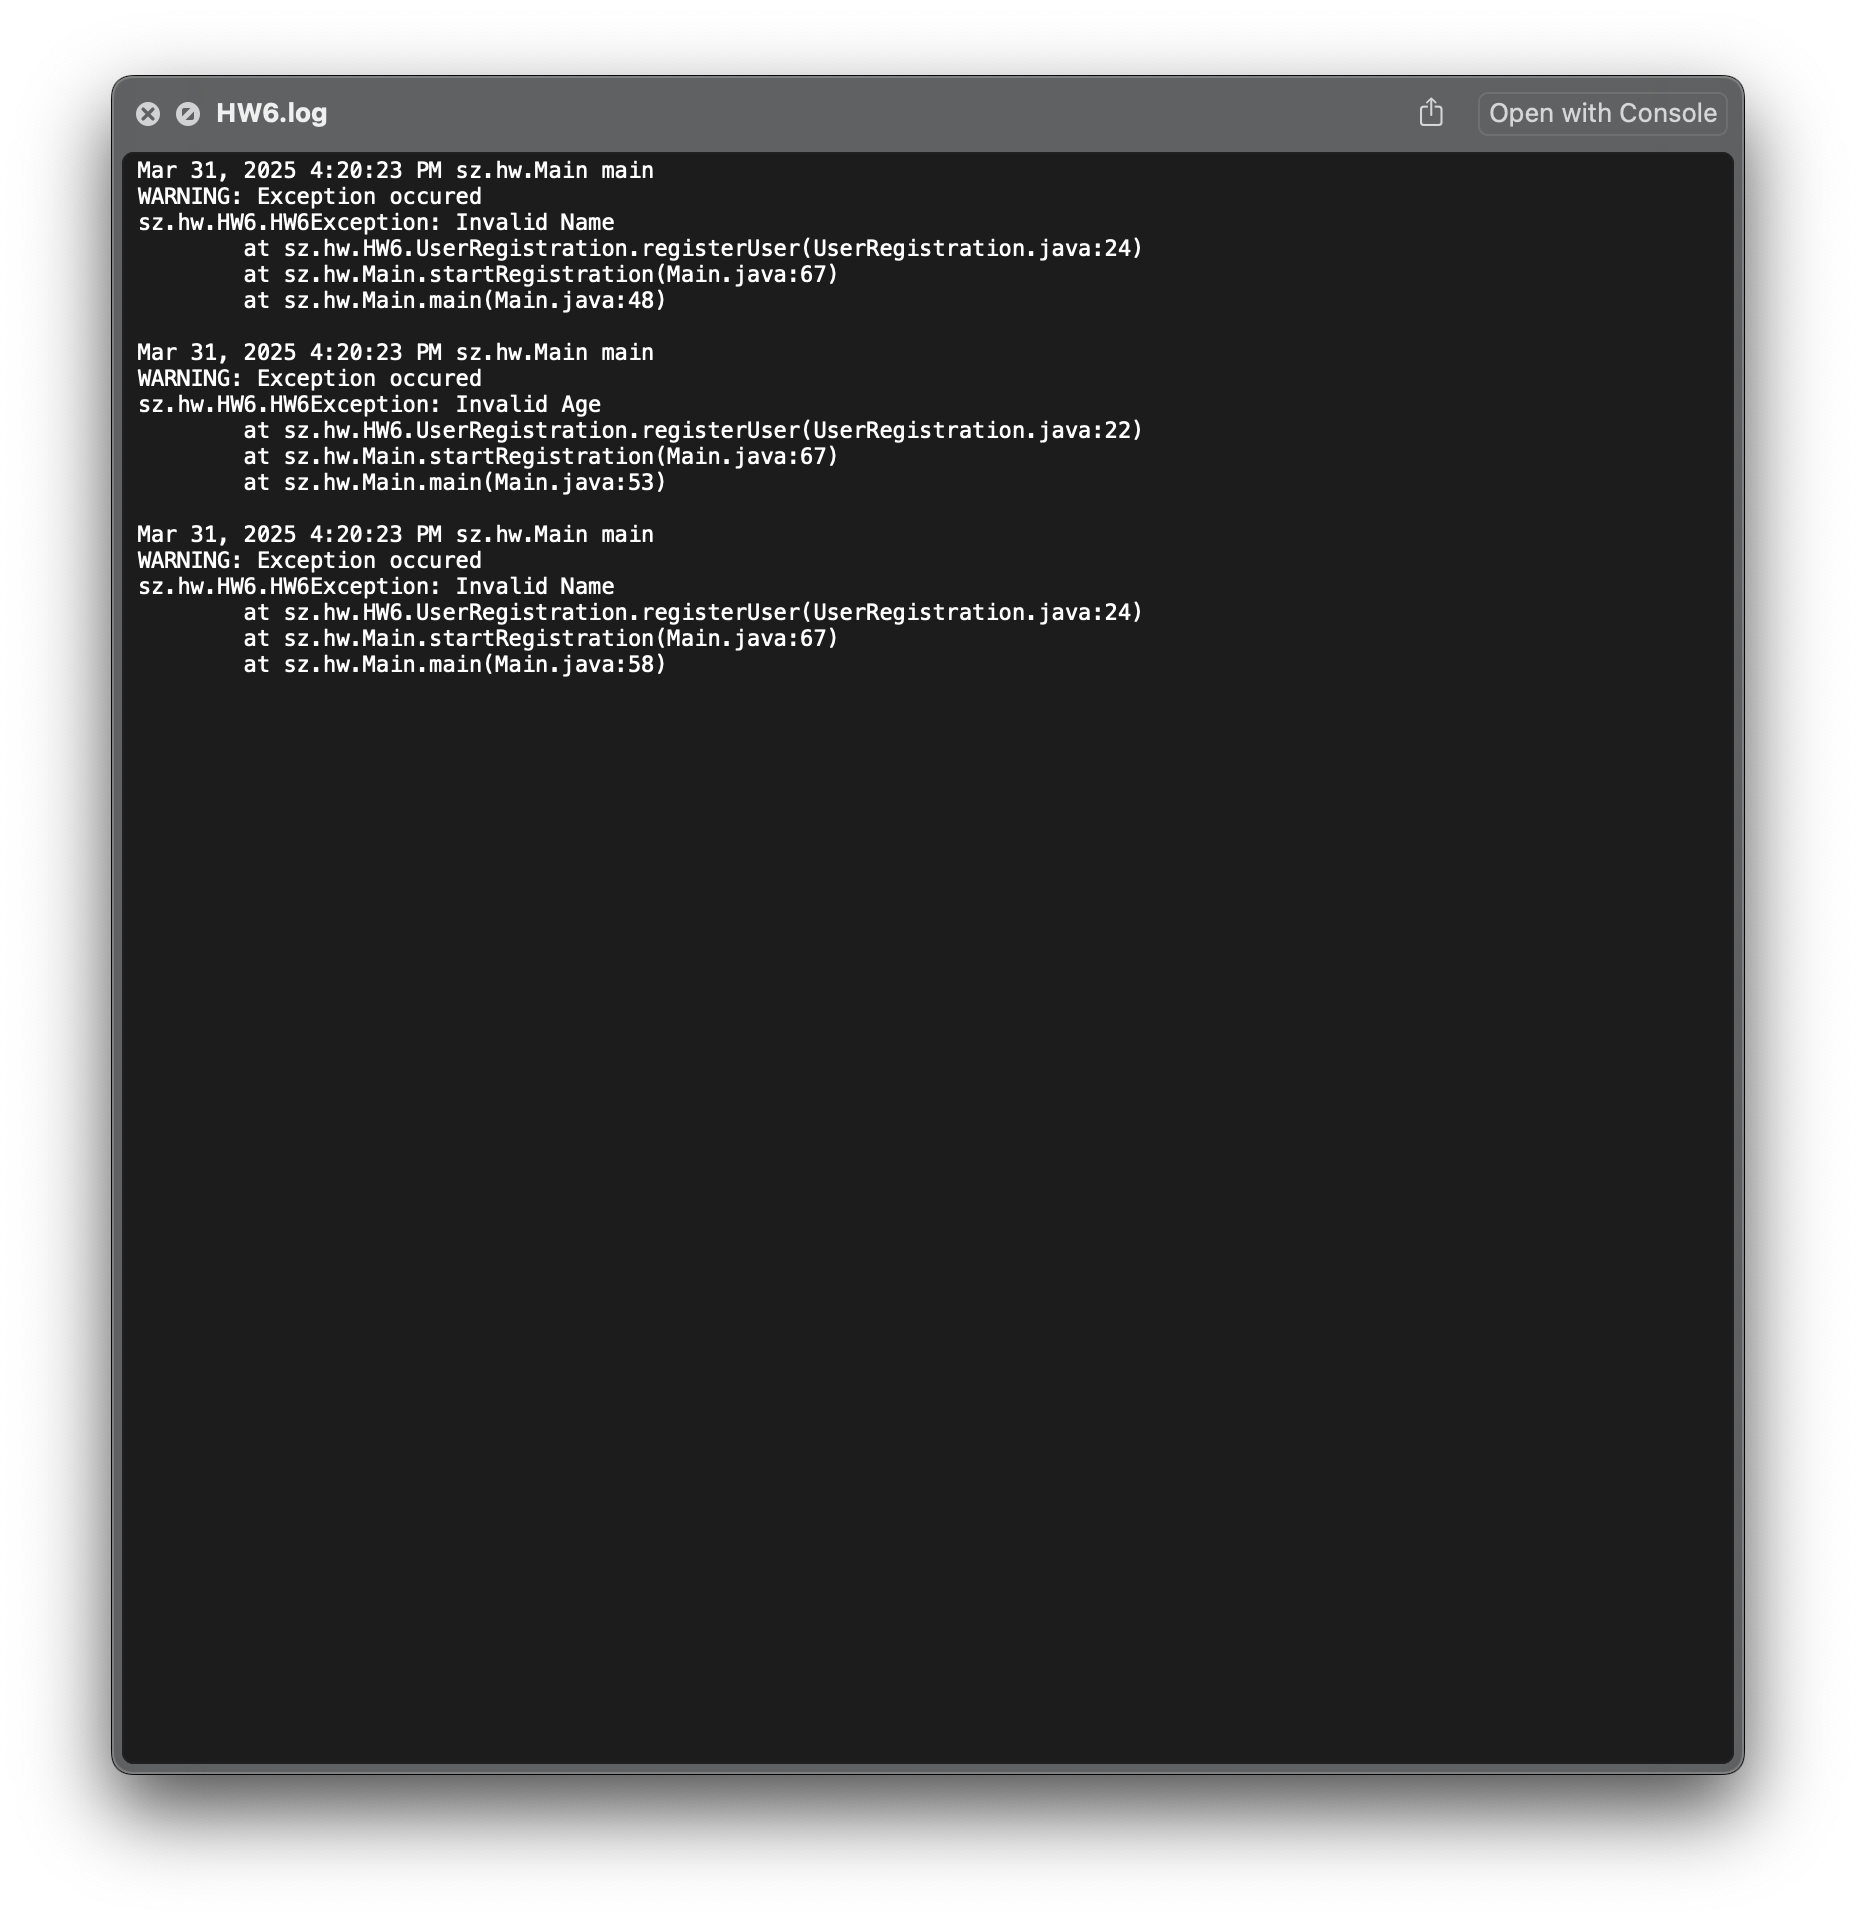 HW6.log
Open with Console
Mar 31, 2025 4:20:23 PM sz.hw.Main main
WARNING: Exception occured
sz.hw.HW6.HW6Exception: Invalid Name
        at sz.hw.HW6.UserRegistration.registerUser(UserRegistration.java:24)
        at sz.hw.Main.startRegistration(Main.java:67)
        at sz.hw.Main.main(Main.java:48)

Mar 31, 2025 4:20:23 PM sz.hw.Main main
WARNING: Exception occured
sz.hw.HW6.HW6Exception: Invalid Age
        at sz.hw.HW6.UserRegistration.registerUser(UserRegistration.java:22)
        at sz.hw.Main.startRegistration(Main.java:67)
        at sz.hw.Main.main(Main.java:53)

Mar 31, 2025 4:20:23 PM sz.hw.Main main
WARNING: Exception occured
sz.hw.HW6.HW6Exception: Invalid Name
        at sz.hw.HW6.UserRegistration.registerUser(UserRegistration.java:24)
        at sz.hw.Main.startRegistration(Main.java:67)
        at sz.hw.Main.main(Main.java:58)